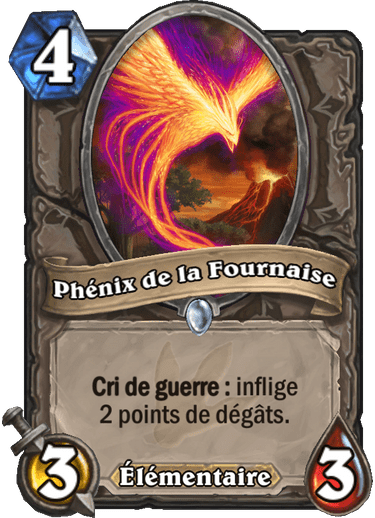 4
Phénix de la Fournaise
Cri de guerre : inflige
2 points de dégâts.
3
Élémentaire
3